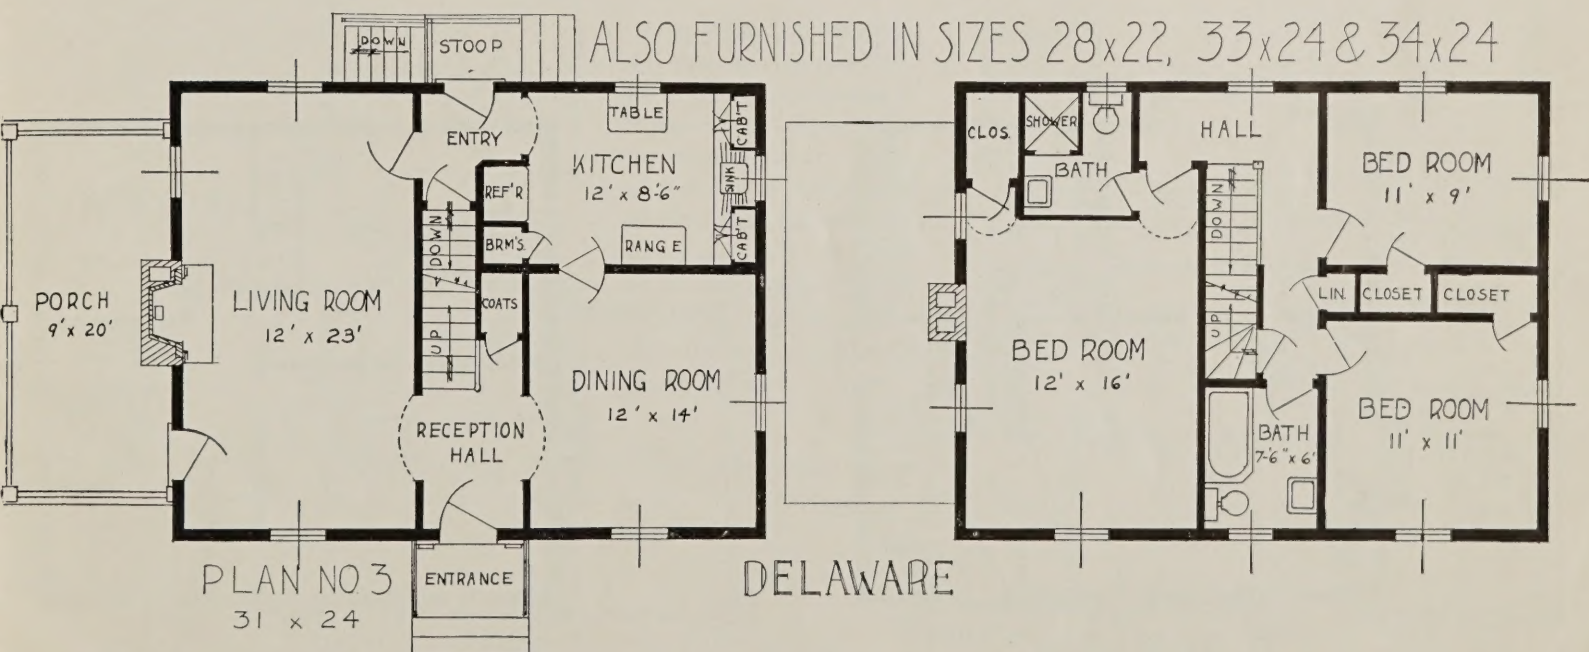 ALSO FURNISHED IN SIZES 28x22, 33x24 & 34x24
DOWN
STOOP
ENTRY
TABLE
CAB'T
KITCHEN
12' x 8'-6"
SINK
REF'R
BRM'S.
RANGE
CAB'T
DOWN
UP
COATS
PORCH
9' x 20'
LIVING ROOM
12' x 23'
DINING ROOM
12' x 14'
RECEPTION
HALL
ENTRANCE
PLAN NO. 3
31 x 24
DELAWARE
CLOS.
SHOWER
BATH
HALL
BED ROOM
11' x 9'
DOWN
UP
LIN.
CLOSET
CLOSET
BED ROOM
12' x 16'
BED ROOM
11' x 11'
BATH
7'-6" x 6'